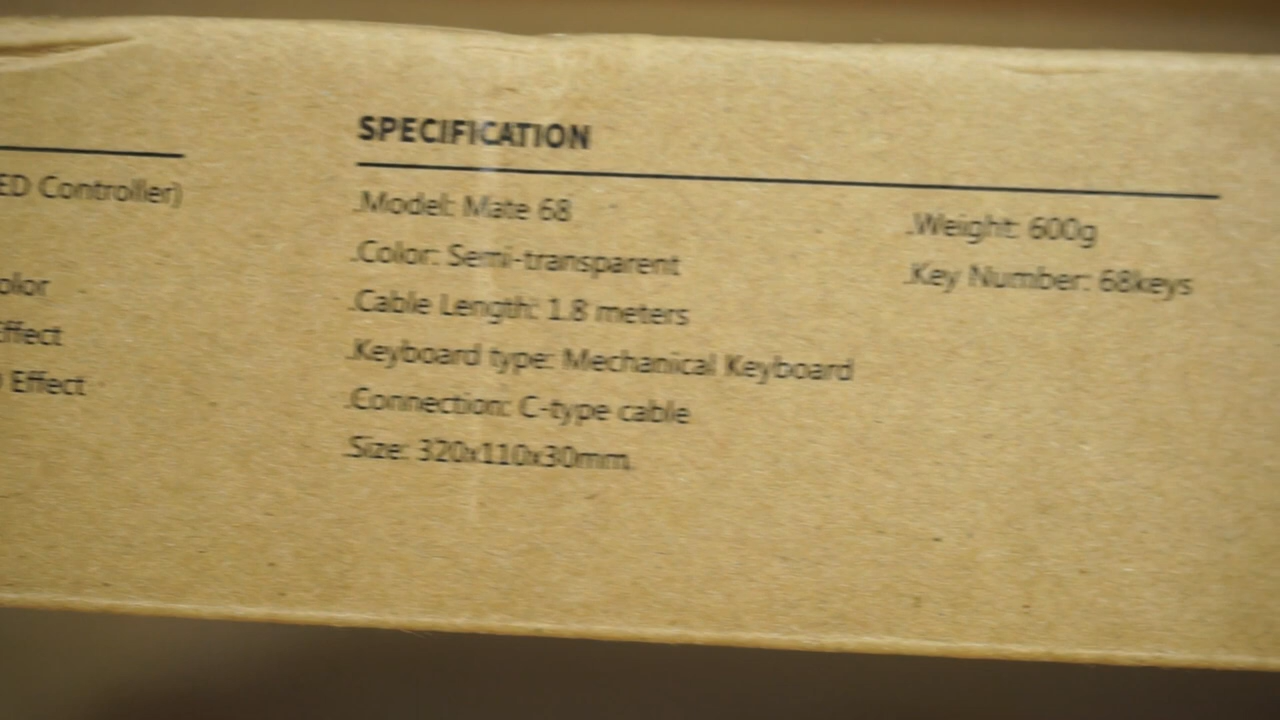 ED Controller)
olor
Effect
Effect
SPECIFICATION
.Model: Mate 68
.Color: Semi-transparent
.Cable Length: 1.8 meters
.Keyboard type: Mechanical Keyboard
.Connection: C-type cable
.Size: 320x110x30mm
.Weight: 600g
.Key Number: 68keys